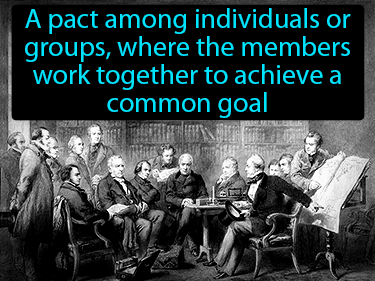 A pact among individuals or
groups, where the members
work together to achieve a
common goal